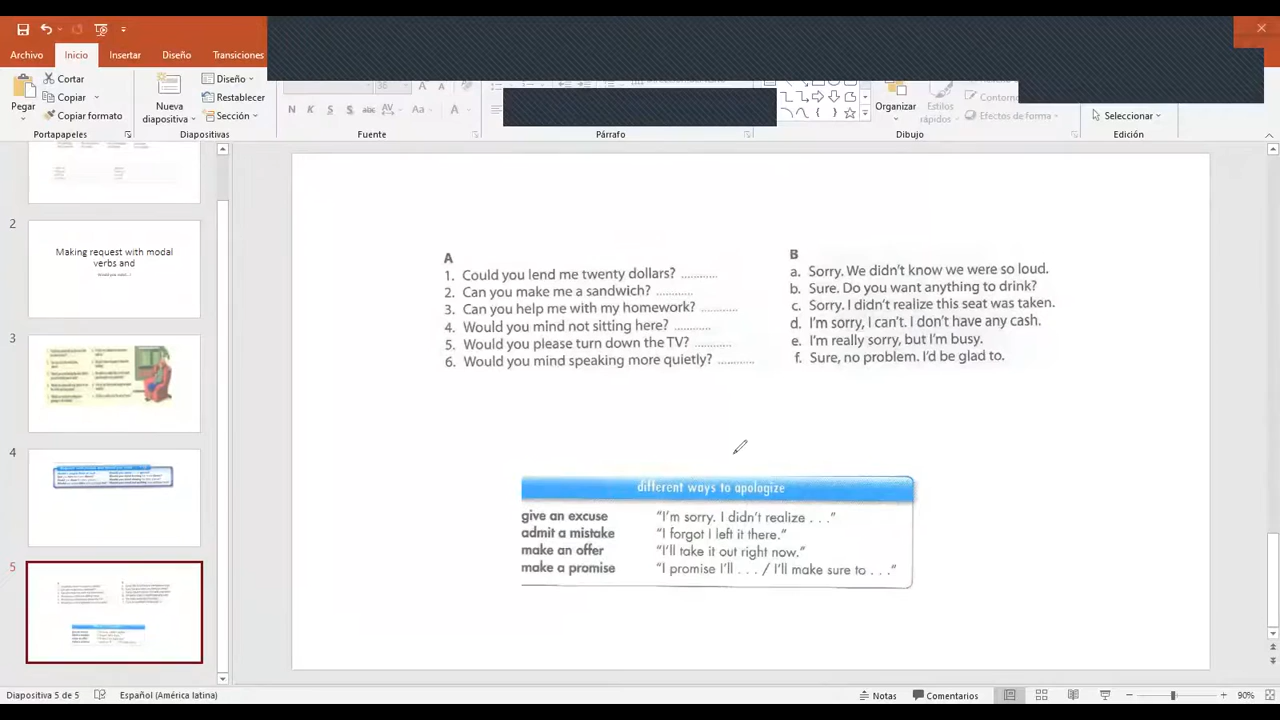 Archivo Inicio Insertar Diseño Transiciones
Pegar
Cortar
Copiar
Copiar formato
Portapapeles
Nueva
diapositiva
Diseño
Restablecer
Sección
Diapositivas
36
N K S S abc AV Aa A
Fuente
Párrafo
Organizar
Estilos
rápidos
Contorno
Efectos de forma
Dibujo
Seleccionar
Edición
2
Making request with modal
verbs and
3
4
5
A
1. Could you lend me twenty dollars? ............
2. Can you make me a sandwich? ............
3. Can you help me with my homework? ............
4. Would you mind not sitting here? ............
5. Would you please turn down the TV? ............
6. Would you mind speaking more quietly? ............
B
a. Sorry. We didn't know we were so loud.
b. Sure. Do you want anything to drink?
c. Sorry. I didn't realize this seat was taken.
d. I'm sorry, I can't. I don't have any cash.
e. I'm really sorry, but I'm busy.
f. Sure, no problem. I'd be glad to.
different ways to apologize
give an excuse "I'm sorry. I didn't realize . . ."
admit a mistake "I forgot I left it there."
make an offer "I'll take it out right now."
make a promise "I promise I'll . . . / I'll make sure to . . ."
Diapositiva 5 de 5 Español (América latina) Notas Comentarios 90%